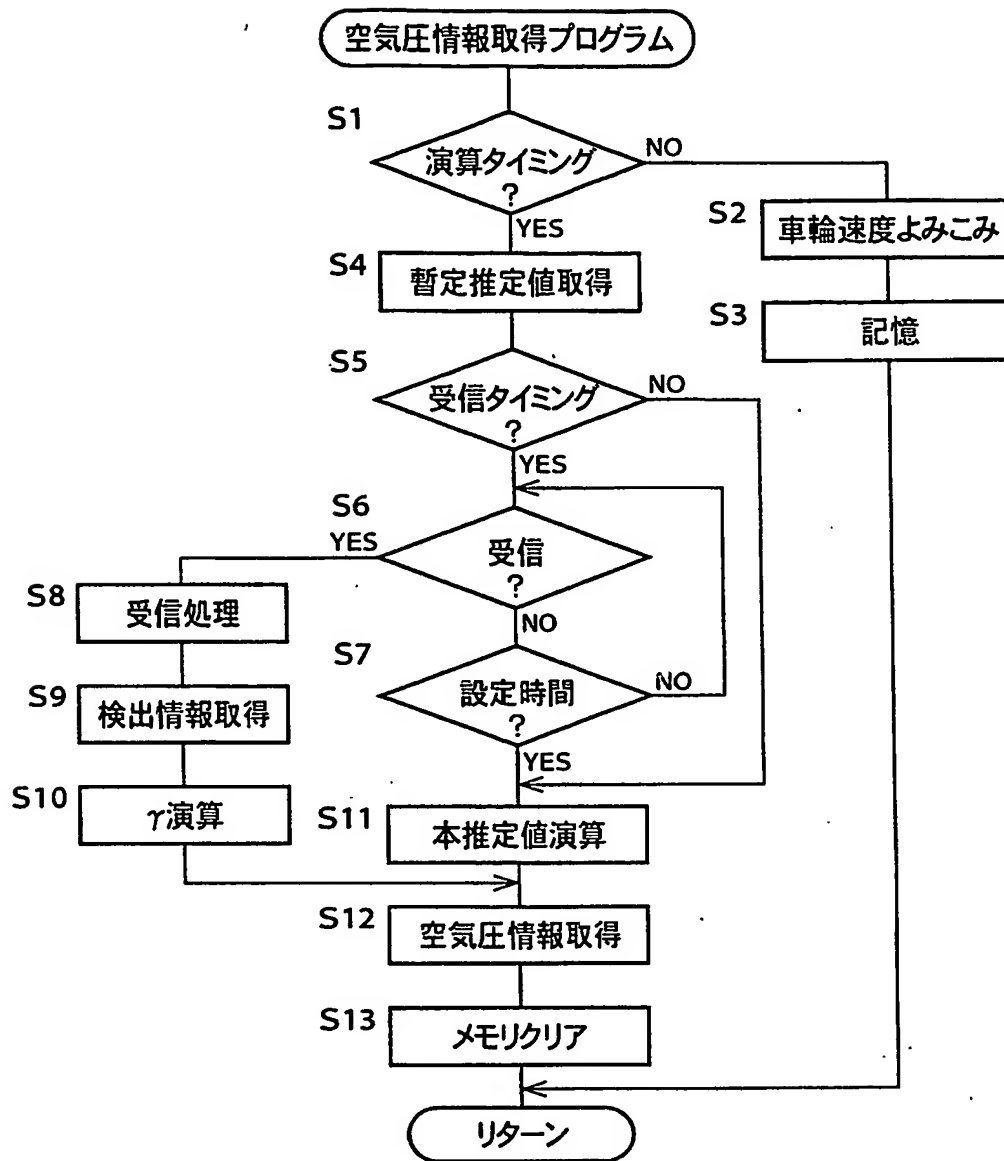 空気圧情報取得プログラム
S1
演算タイミング
?
NO
YES
S2
車輪速度よみこみ
S3
記憶
S4
暫定推定値取得
S5
受信タイミング
?
NO
YES
S6
受信
?
YES
NO
S7
設定時間
?
NO
YES
S8
受信処理
S9
検出情報取得
S10
γ演算
S11
本推定値演算
S12
空気圧情報取得
S13
メモリクリア
リターン